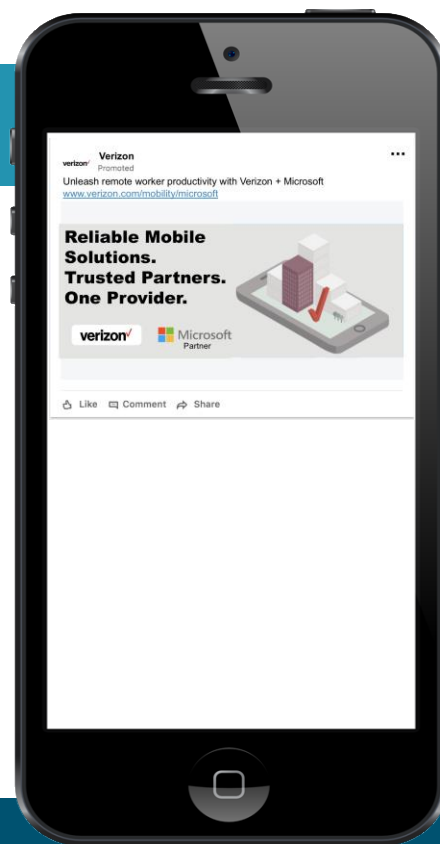 verizon✓
Verizon
Promoted
Unleash remote worker productivity with Verizon + Microsoft
www.verizon.com/mobility/microsoft
Reliable Mobile
Solutions.
Trusted Partners.
One Provider.
verizon✓
Microsoft
Partner
Like Comment Share